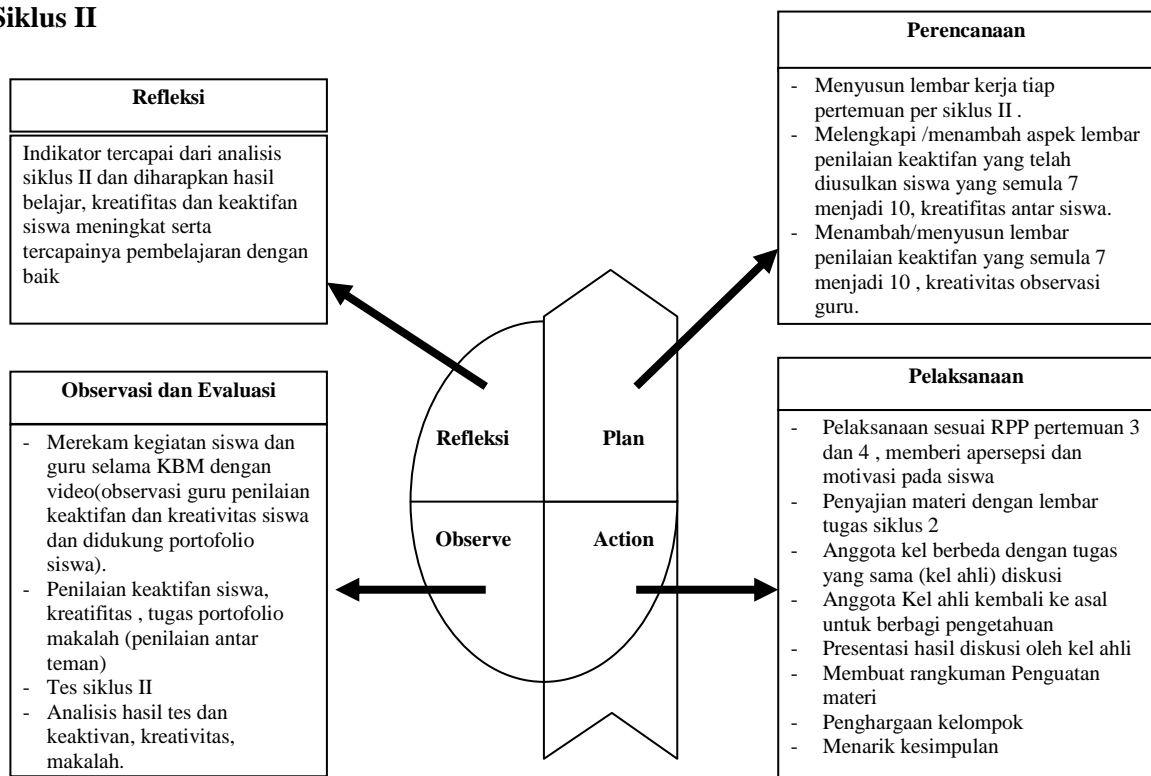 Siklus II
Refleksi
Indikator tercapai dari analisis
siklus II dan diharapkan hasil
belajar, kreatifitas dan keaktifan
siswa meningkat serta
tercapainya pembelajaran dengan
baik
Perencanaan
- Menyusun lembar kerja tiap
pertemuan per siklus II .
- Melengkapi /menambah aspek lembar
penilaian keaktifan yang telah
diusulkan siswa yang semula 7
menjadi 10, kreatifitas antar siswa.
- Menambah/menyusun lembar
penilaian keaktifan yang semula 7
menjadi 10 , kreativitas observasi
guru.
Refleksi
Plan
Observe
Action
Observasi dan Evaluasi
- Merekam kegiatan siswa dan
guru selama KBM dengan
video(observasi guru penilaian
keaktifan dan kreativitas siswa
dan didukung portofolio
siswa).
- Penilaian keaktifan siswa,
kreatifitas , tugas portofolio
makalah (penilaian antar
teman)
- Tes siklus II
- Analisis hasil tes dan
keaktivan, kreativitas,
makalah.
Pelaksanaan
- Pelaksanaan sesuai RPP pertemuan 3
dan 4 , memberi apersepsi dan
motivasi pada siswa
- Penyajian materi dengan lembar
tugas siklus 2
- Anggota kel berbeda dengan tugas
yang sama (kel ahli) diskusi
- Anggota Kel ahli kembali ke asal
untuk berbagi pengetahuan
- Presentasi hasil diskusi oleh kel ahli
- Membuat rangkuman Penguatan
materi
- Penghargaan kelompok
- Menarik kesimpulan